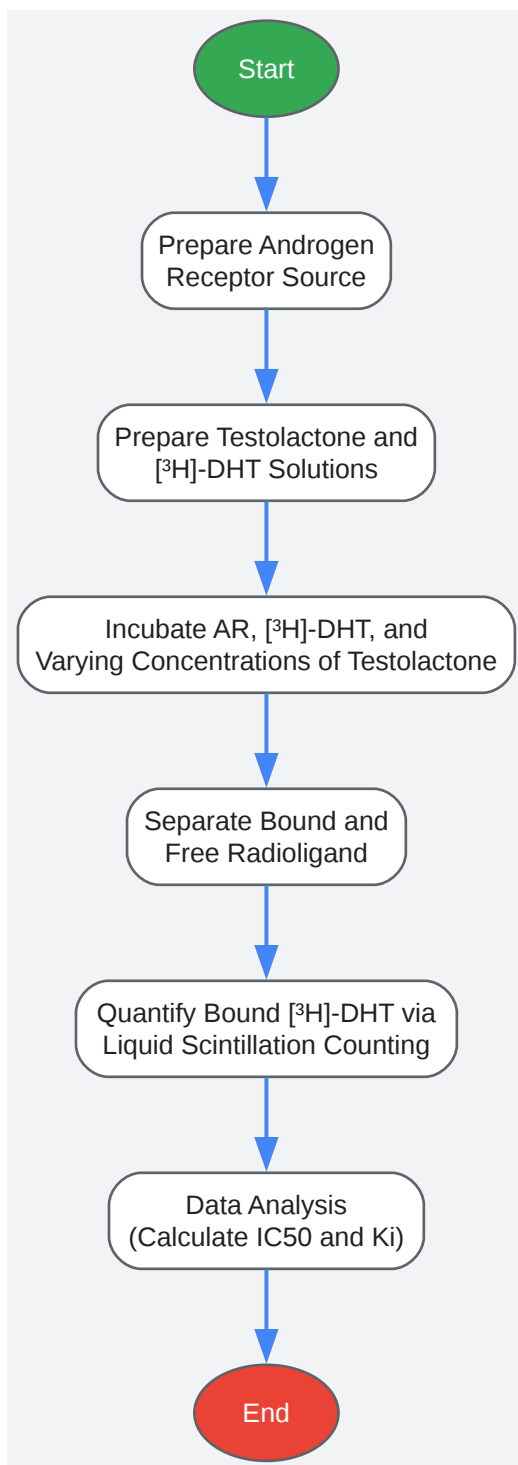 Start
Prepare Androgen
Receptor Source
Prepare Testolactone and
[³H]-DHT Solutions
Incubate AR, [³H]-DHT, and
Varying Concentrations of Testolactone
Separate Bound and
Free Radioligand
Quantify Bound [³H]-DHT via
Liquid Scintillation Counting
Data Analysis
(Calculate IC50 and Ki)
End